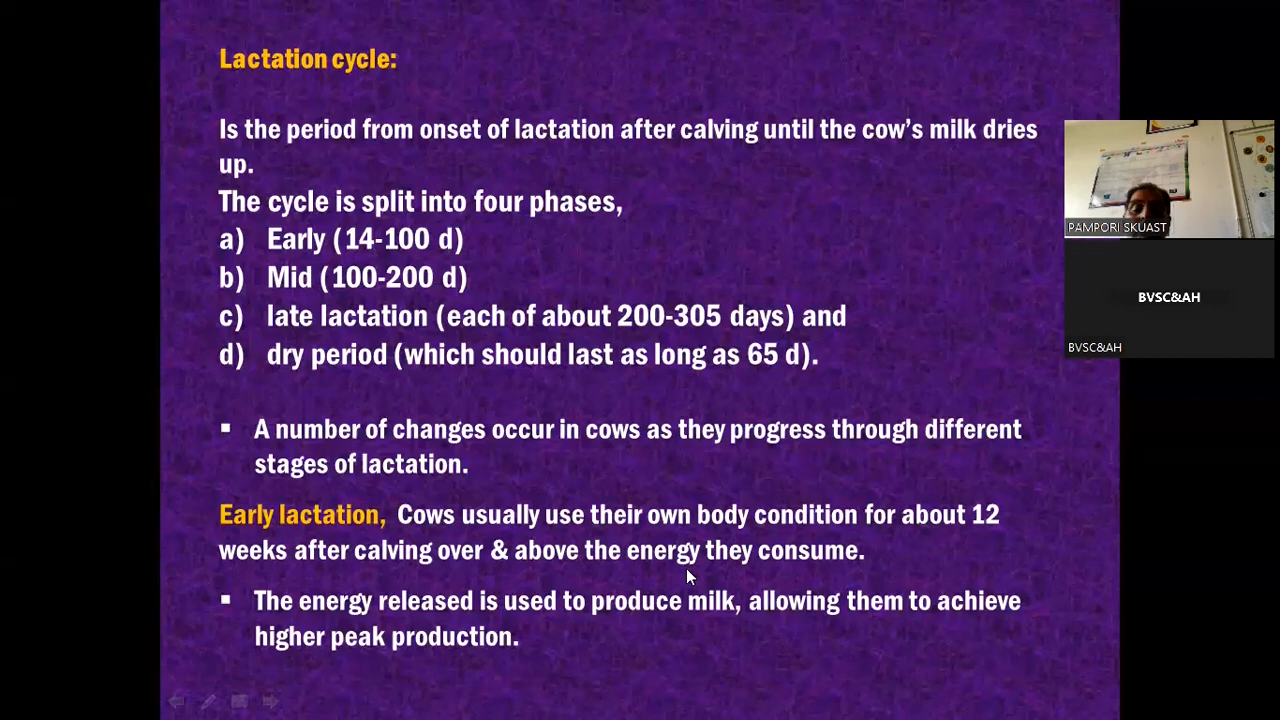 Lactation cycle:
Is the period from onset of lactation after calving until the cow's milk dries
up.
The cycle is split into four phases,
a) Early (14-100 d)
b) Mid (100-200 d)
c) late lactation (each of about 200-305 days) and
d) dry period (which should last as long as 65 d).
▪ A number of changes occur in cows as they progress through different
stages of lactation.
Early lactation, Cows usually use their own body condition for about 12
weeks after calving over & above the energy they consume.
▪ The energy released is used to produce milk, allowing them to achieve
higher peak production.
PAMPORI SKUAST
BVSC&AH
BVSC&AH